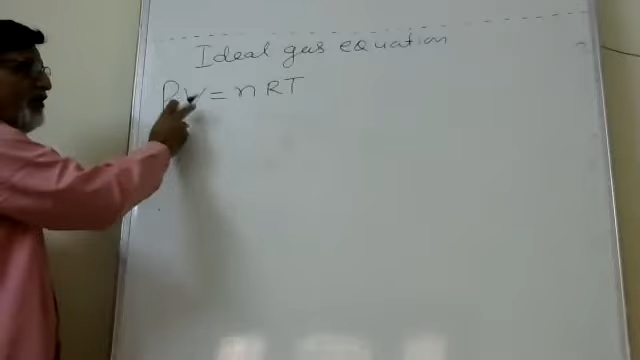 Ideal gas equation
PV = nRT